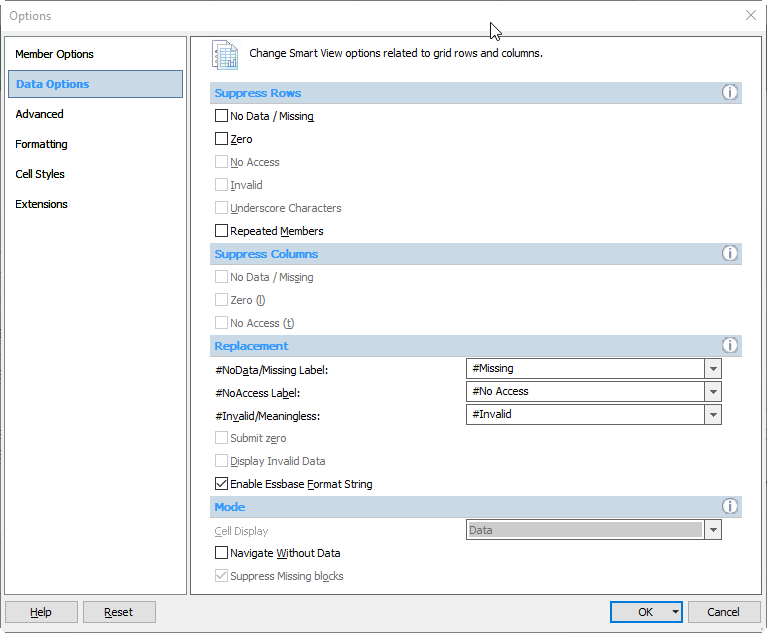 Options
Member Options
Data Options
Advanced
Formatting
Cell Styles
Extensions
Change Smart View options related to grid rows and columns.
Suppress Rows
No Data / Missing
Zero
No Access
Invalid
Underscore Characters
Repeated Members
Suppress Columns
No Data / Missing
Zero (l)
No Access (t)
Replacement
#NoData/Missing Label: #Missing
#NoAccess Label: #No Access
#Invalid/Meaningless: #Invalid
Submit zero
Display Invalid Data
Enable Essbase Format String
Mode
Cell Display Data
Navigate Without Data
Suppress Missing blocks
Help Reset OK Cancel